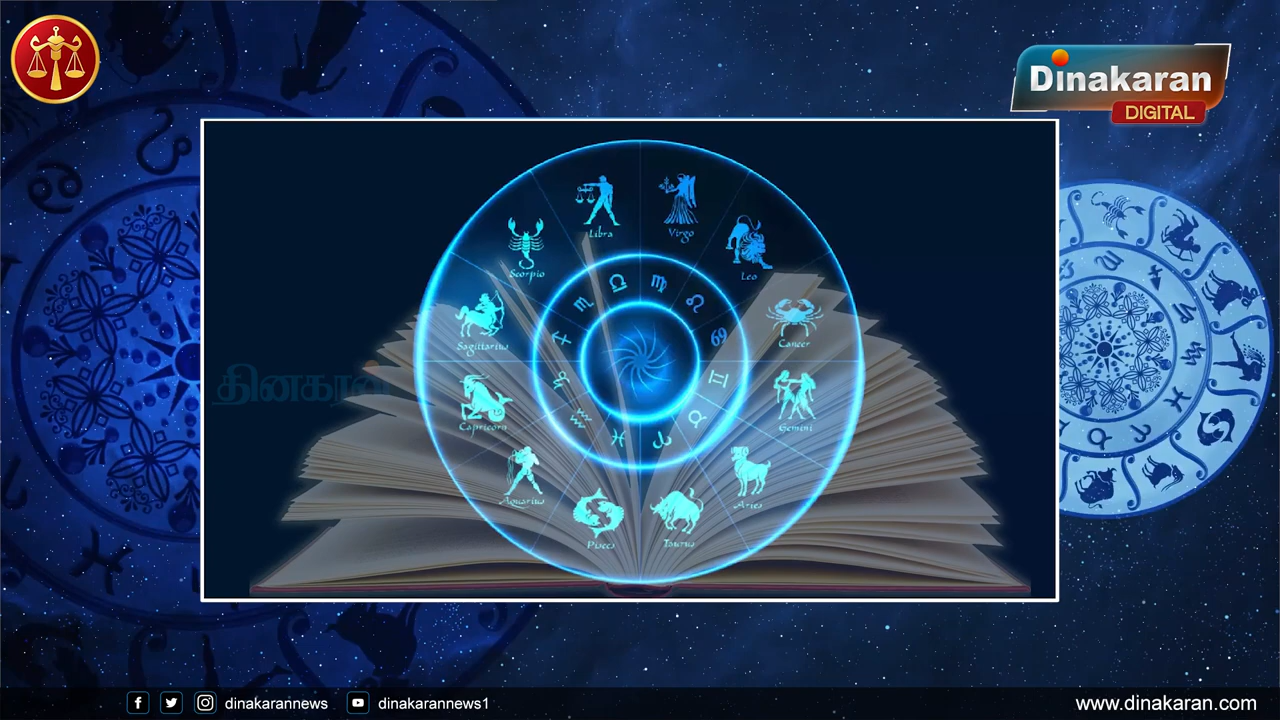 Dinakaran
DIGITAL
Libra
Virgo
Scorpio
Leo
Sagittarius
Cancer
தினகரன்
Capricorn
Gemini
Aquarius
Aries
Pisces
Taurus
dinakarannews
dinakarannews1
www.dinakaran.com